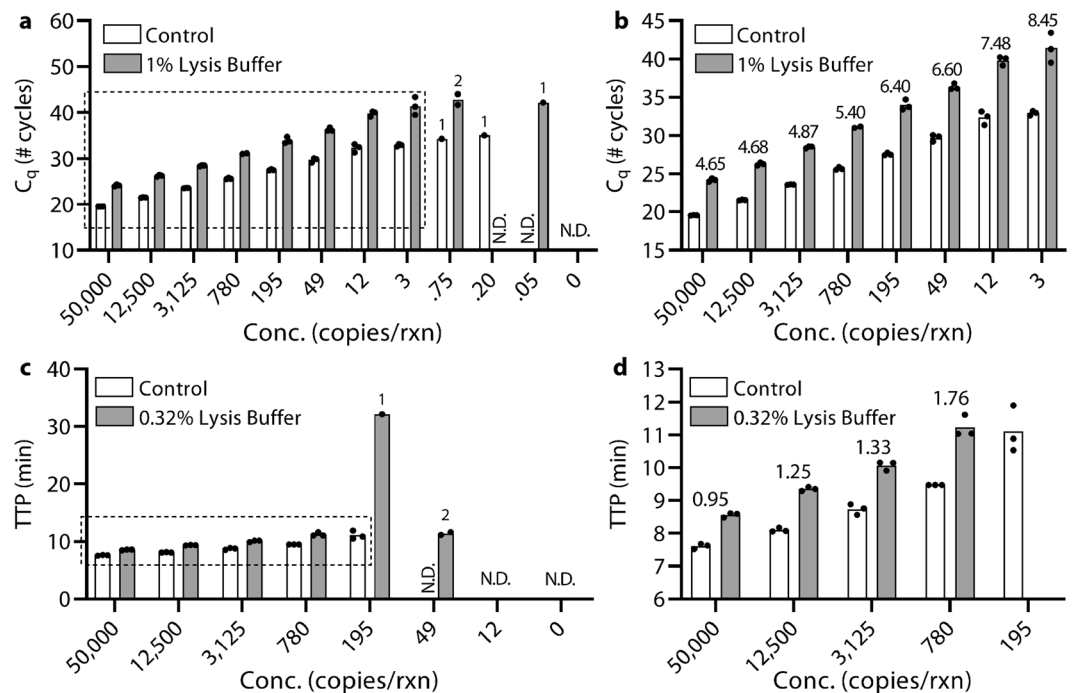 a
60
50
40
30
20
10
Cq (# cycles)
Control
1% Lysis Buffer
1
2
1
N.D.
N.D.
1
N.D.
50,000
12,500
3,125
780
195
49
12
3
.75
.20
.05
0
Conc. (copies/rxn)
b
45
40
35
30
25
20
15
Cq (# cycles)
Control
1% Lysis Buffer
4.65
4.68
4.87
5.40
6.40
6.60
7.48
8.45
50,000
12,500
3,125
780
195
49
12
3
Conc. (copies/rxn)
c
40
30
20
10
0
TTP (min)
Control
0.32% Lysis Buffer
1
N.D.
2
N.D.
N.D.
50,000
12,500
3,125
780
195
49
12
0
Conc. (copies/rxn)
d
13
12
11
10
9
8
7
6
TTP (min)
Control
0.32% Lysis Buffer
0.95
1.25
1.33
1.76
50,000
12,500
3,125
780
195
Conc. (copies/rxn)